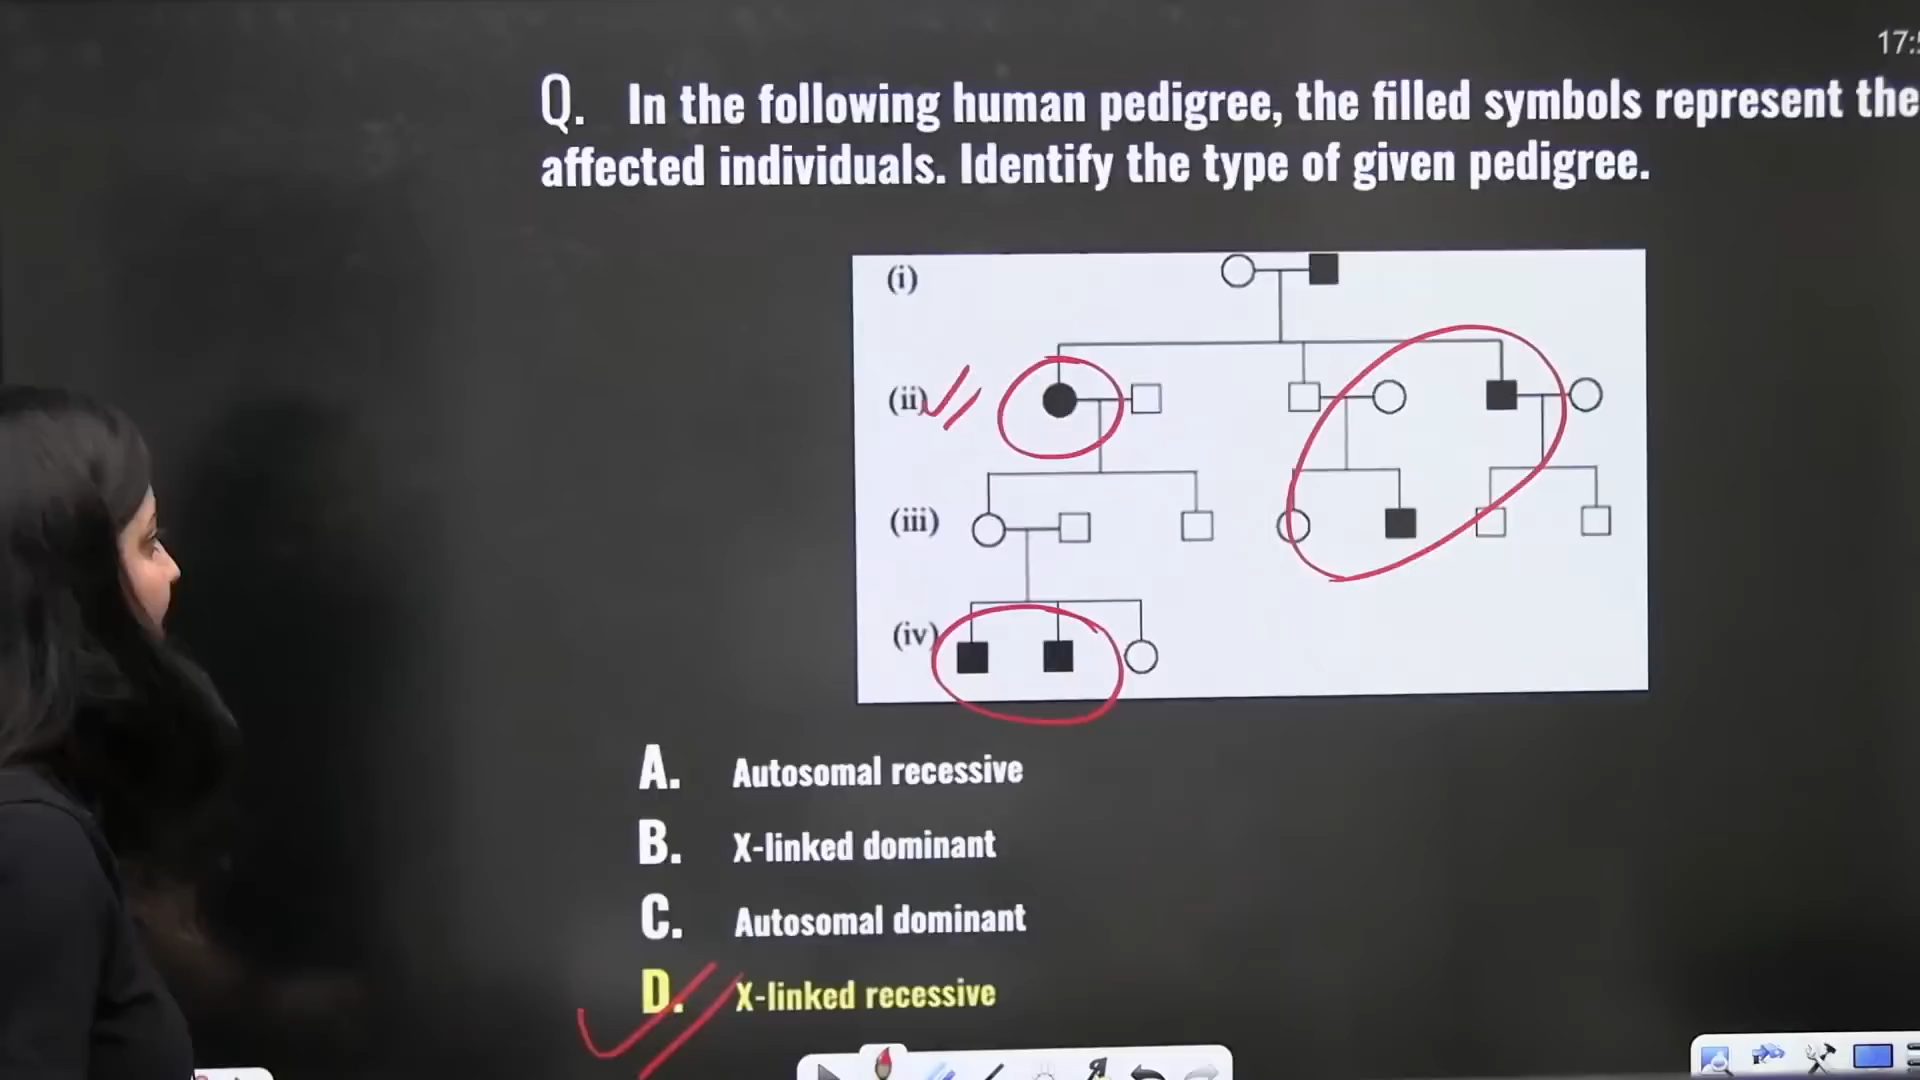 17:5
Q. In the following human pedigree, the filled symbols represent the
affected individuals. Identify the type of given pedigree.
(i)
(ii)
(iii)
(iv)
A. Autosomal recessive
B. X-linked dominant
C. Autosomal dominant
D. X-linked recessive